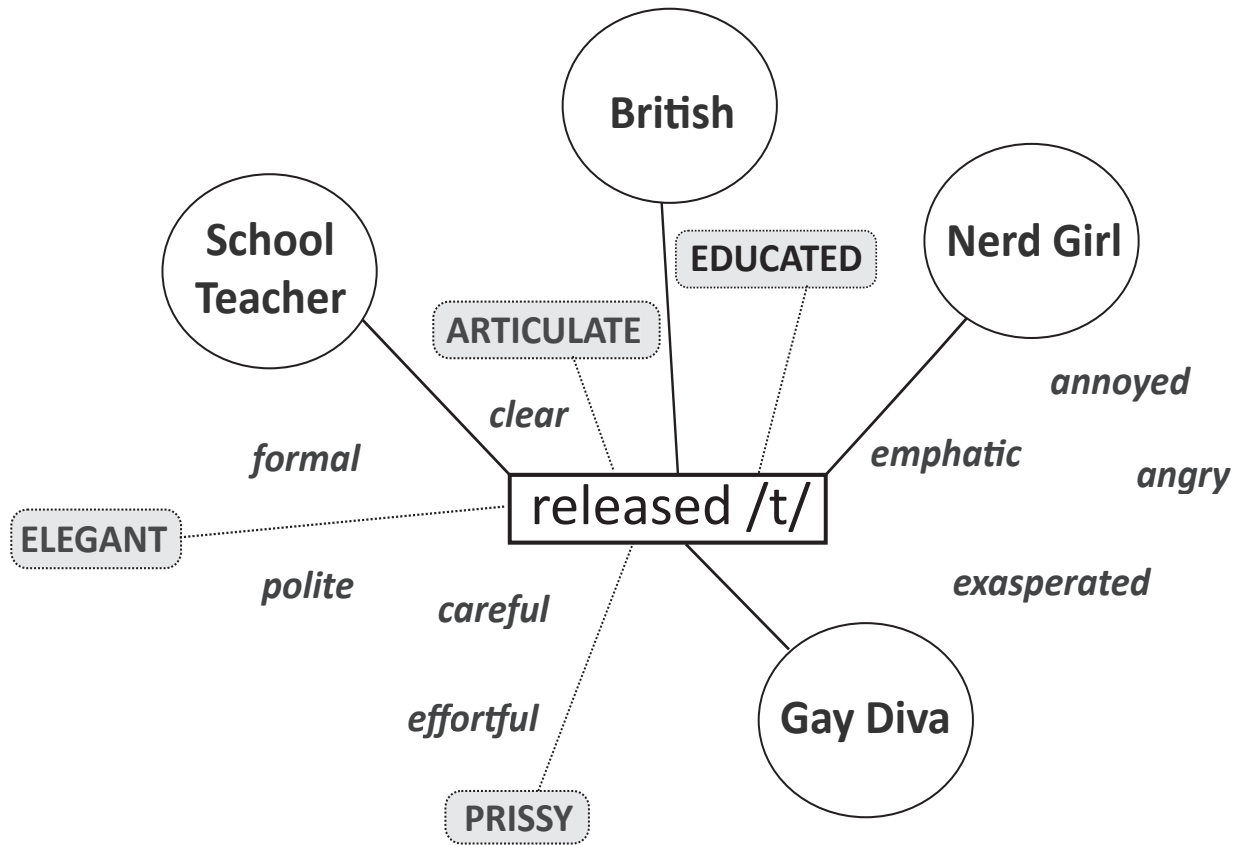 British
School
Teacher
Nerd Girl
EDUCATED
ARTICULATE
annoyed
clear
formal
emphatic
angry
released /t/
ELEGANT
polite
careful
exasperated
effortful
Gay Diva
PRISSY